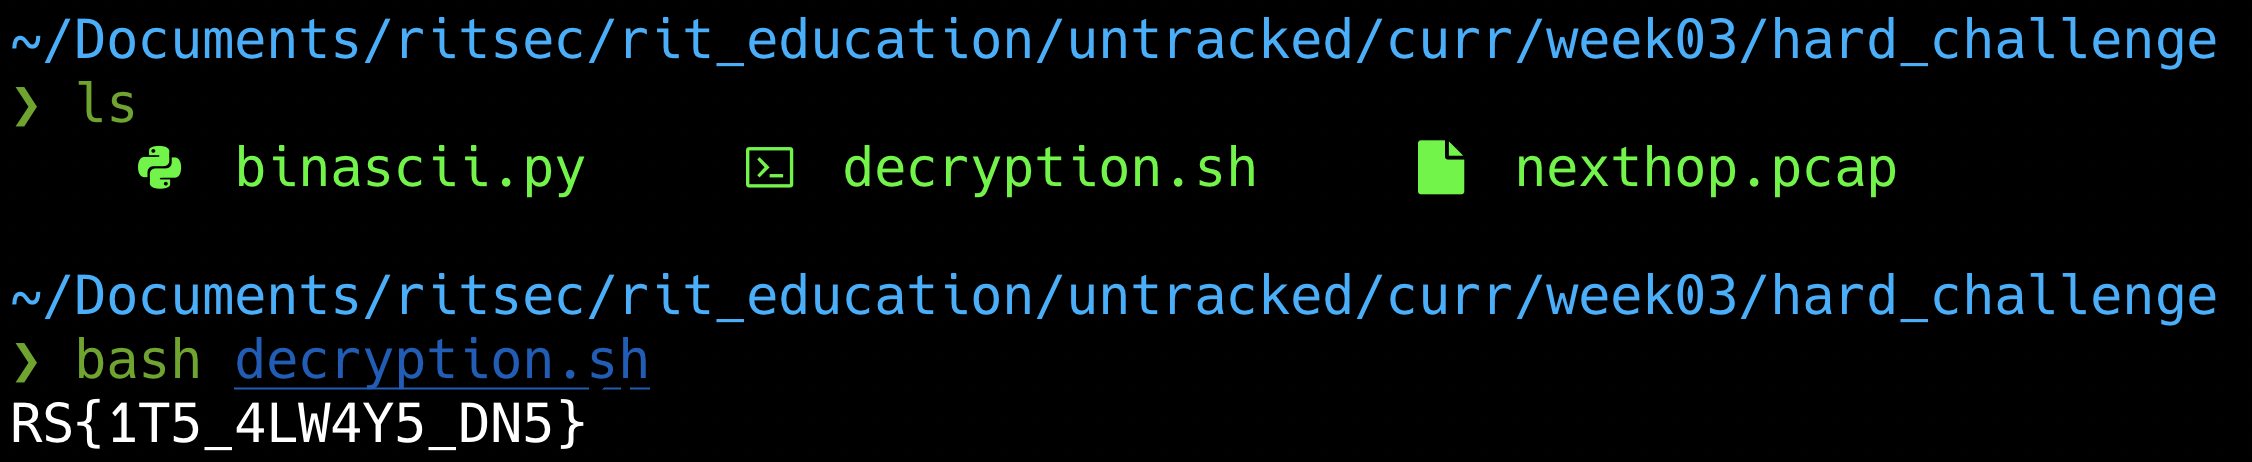 ~/Documents/ritsec/rit_education/untracked/curr/week03/hard_challenge
❯ ls
binascii.py decryption.sh nexthop.pcap
~/Documents/ritsec/rit_education/untracked/curr/week03/hard_challenge
❯ bash decryption.sh
RS{1T5_4LW4Y5_DN5}